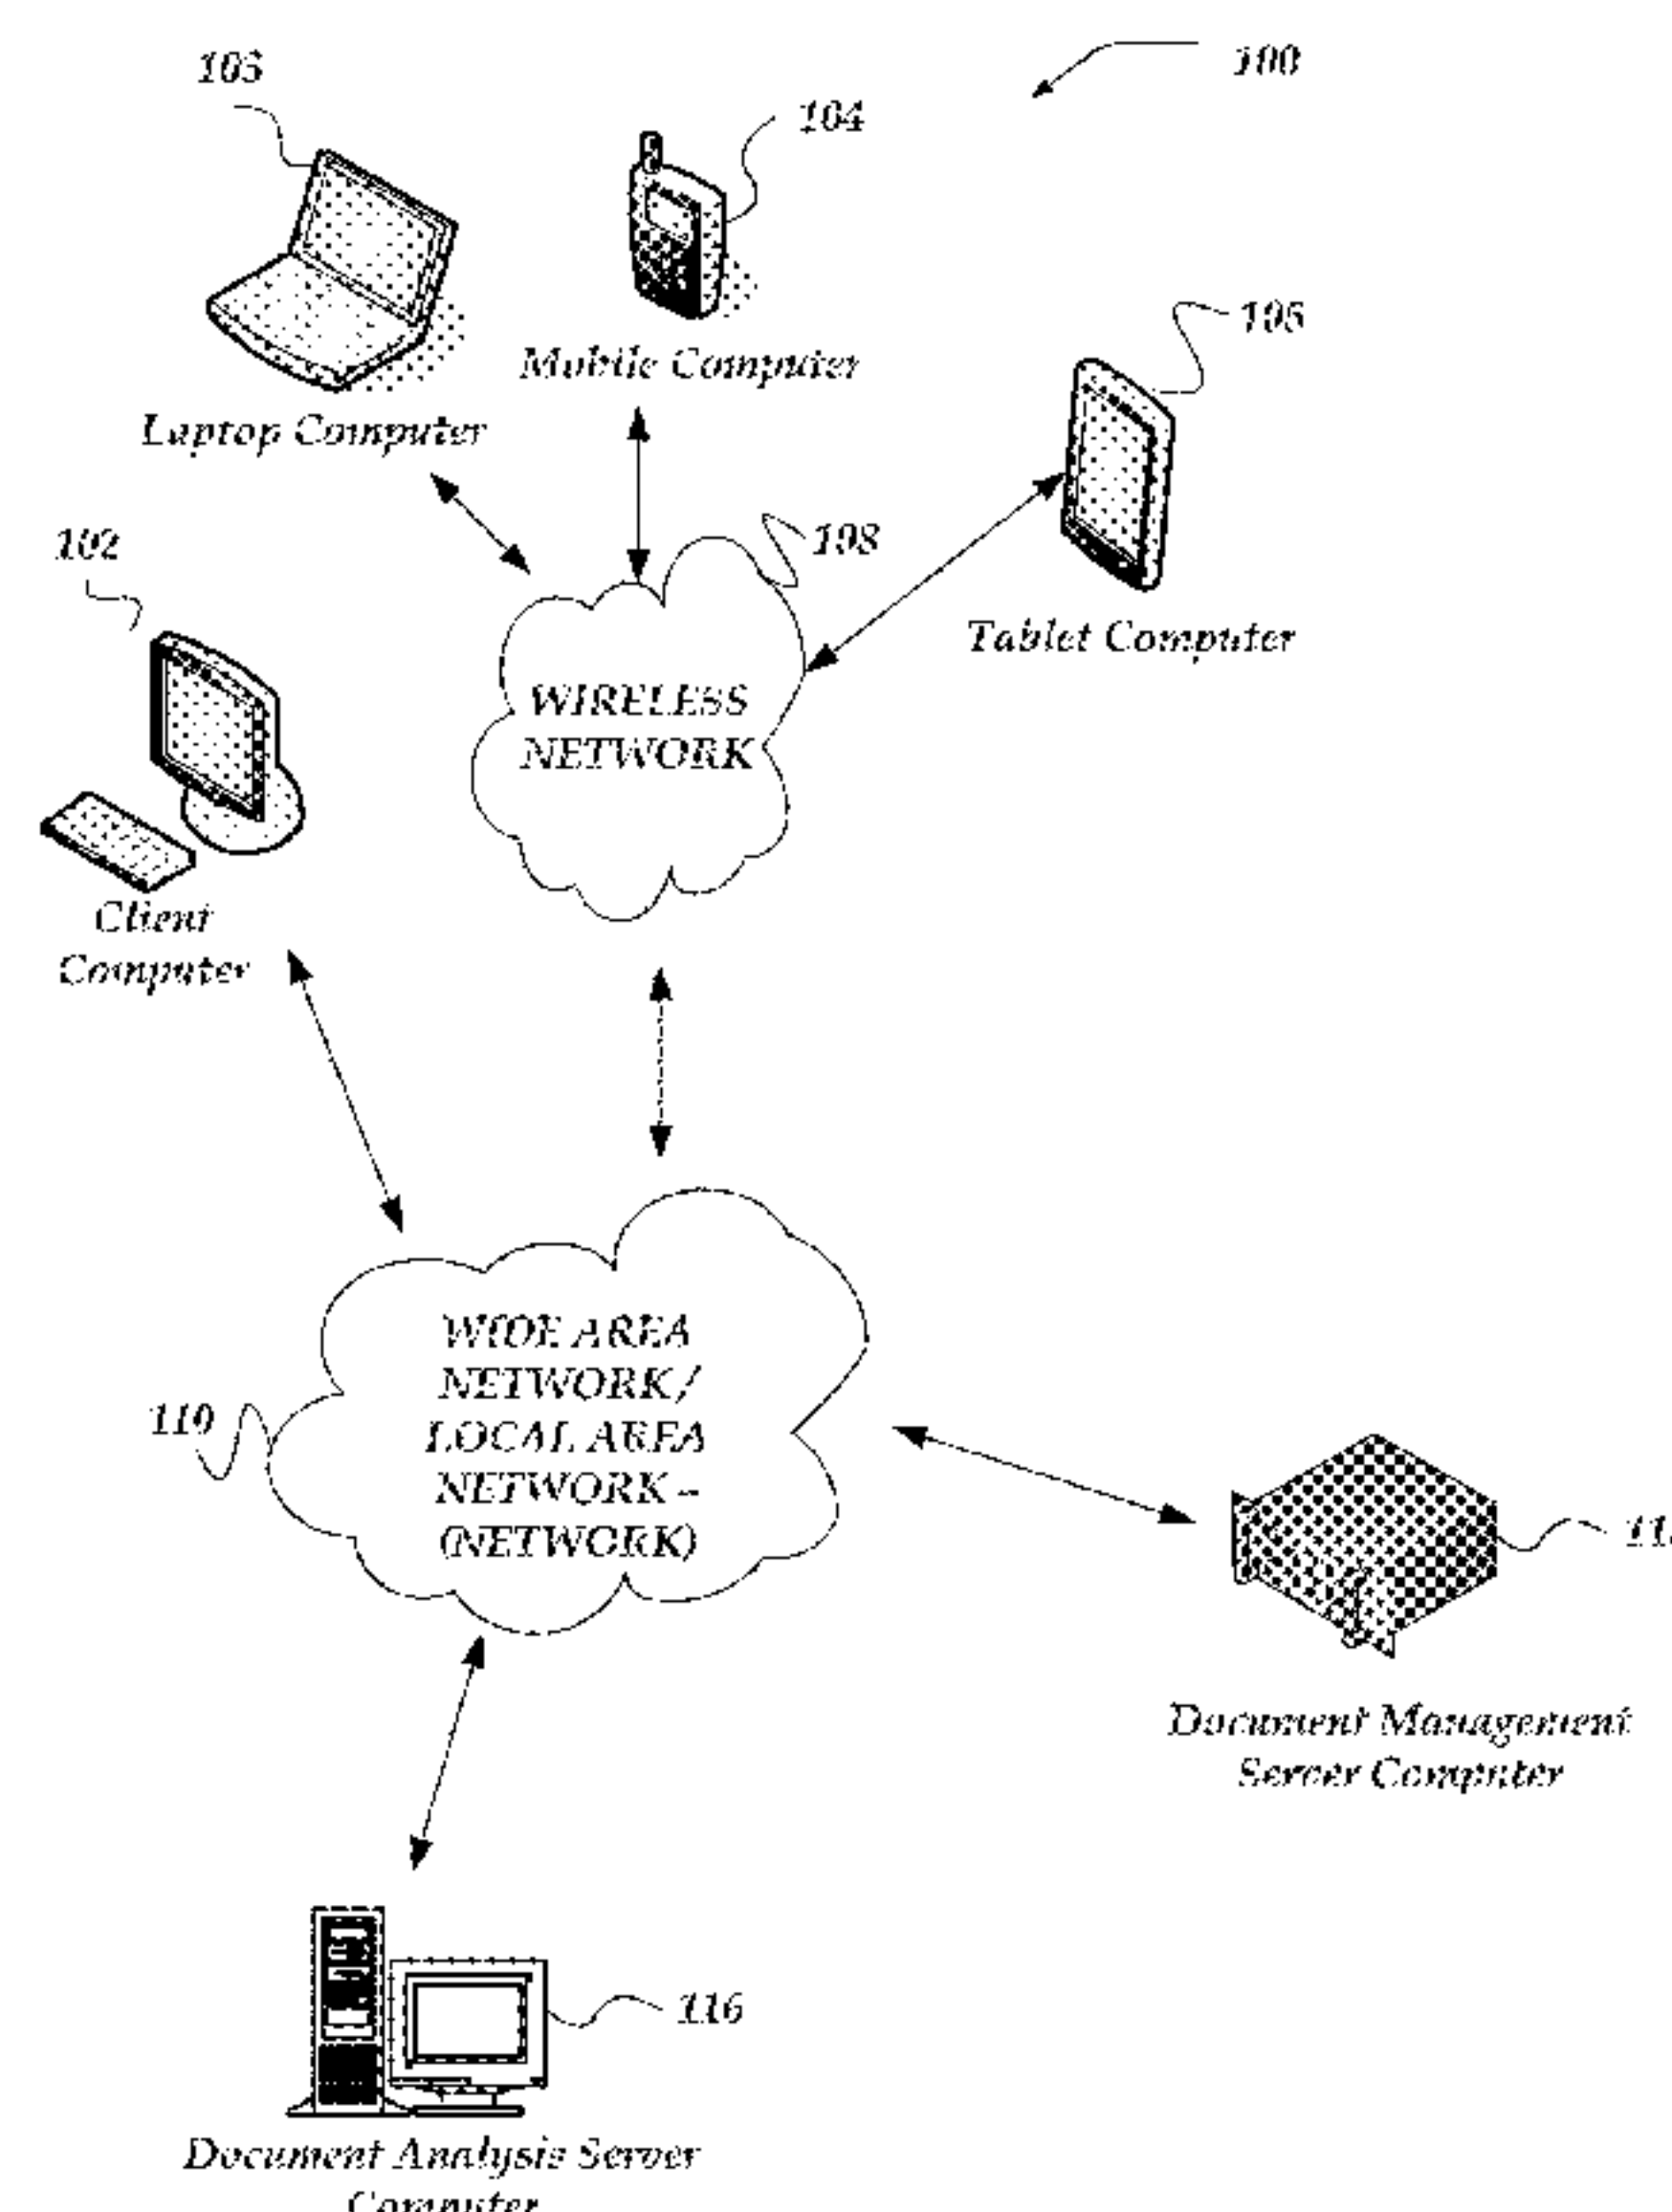 100
103
104
Laptop Computer
Mobile Computer
105
Tablet Computer
102
Client
Computer
108
WIRELESS
NETWORK
110
WIDE AREA
NETWORK /
LOCAL AREA
NETWORK -
(NETWORK)
Document Management
Server Computer
116
Document Analysis Server
Computer